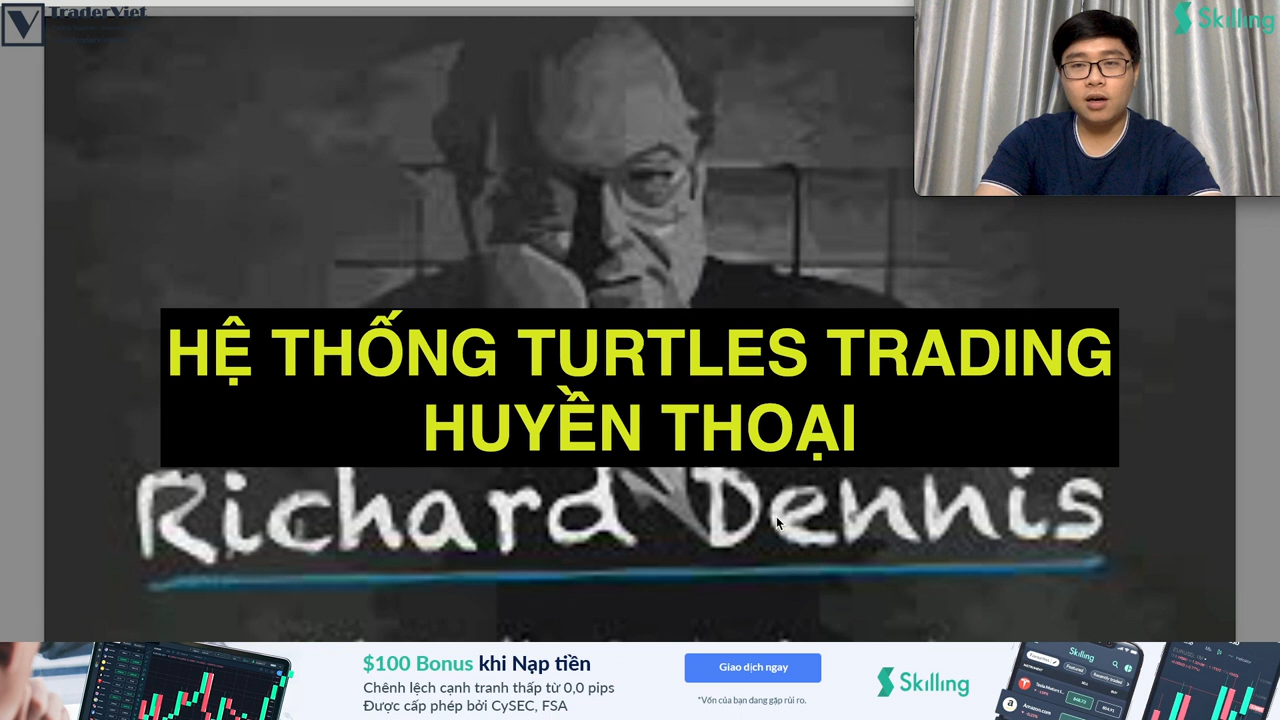 TraderViet
Skilling
HỆ THỐNG TURTLES TRADING
HUYỀN THOẠI
Richard Dennis
$100 Bonus khi Nạp tiền
Chênh lệch cạnh tranh thấp từ 0,0 pips
Được cấp phép bởi CySEC, FSA
Giao dịch ngay
*Vốn của bạn đang gặp rủi ro.
Skilling
Skilling